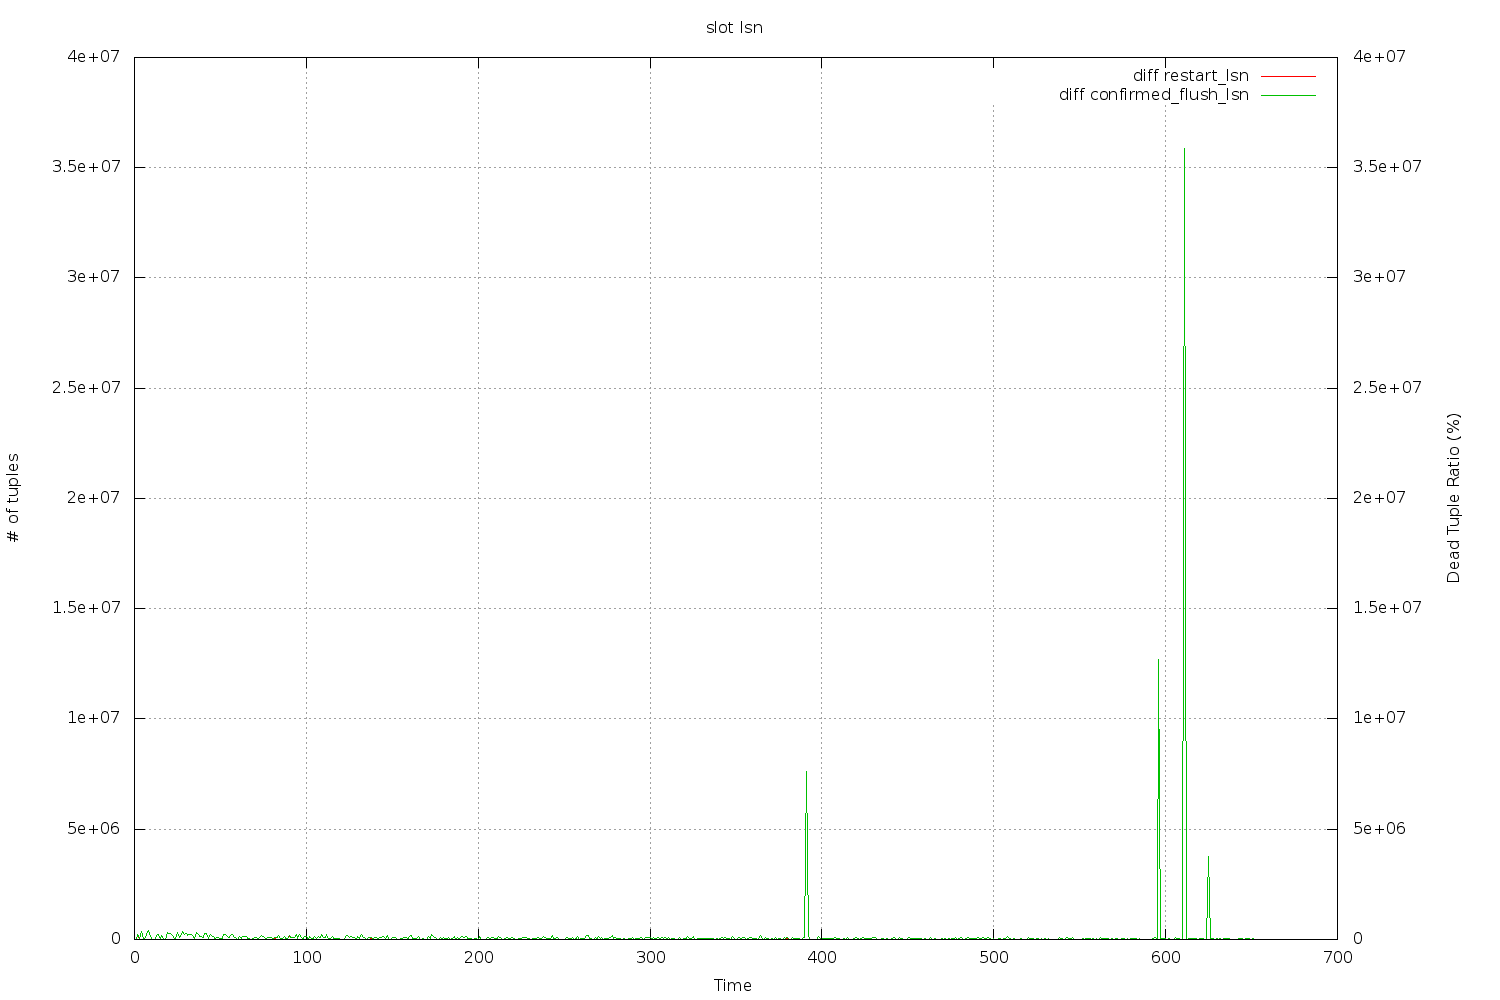 slot lsn
diff restart_lsn
diff confirmed_flush_lsn
4e+07
3.5e+07
3e+07
2.5e+07
2e+07
1.5e+07
1e+07
5e+06
0
# of tuples
4e+07
3.5e+07
3e+07
2.5e+07
2e+07
1.5e+07
1e+07
5e+06
0
Dead Tuple Ratio (%)
0 100 200 300 400 500 600 700
Time